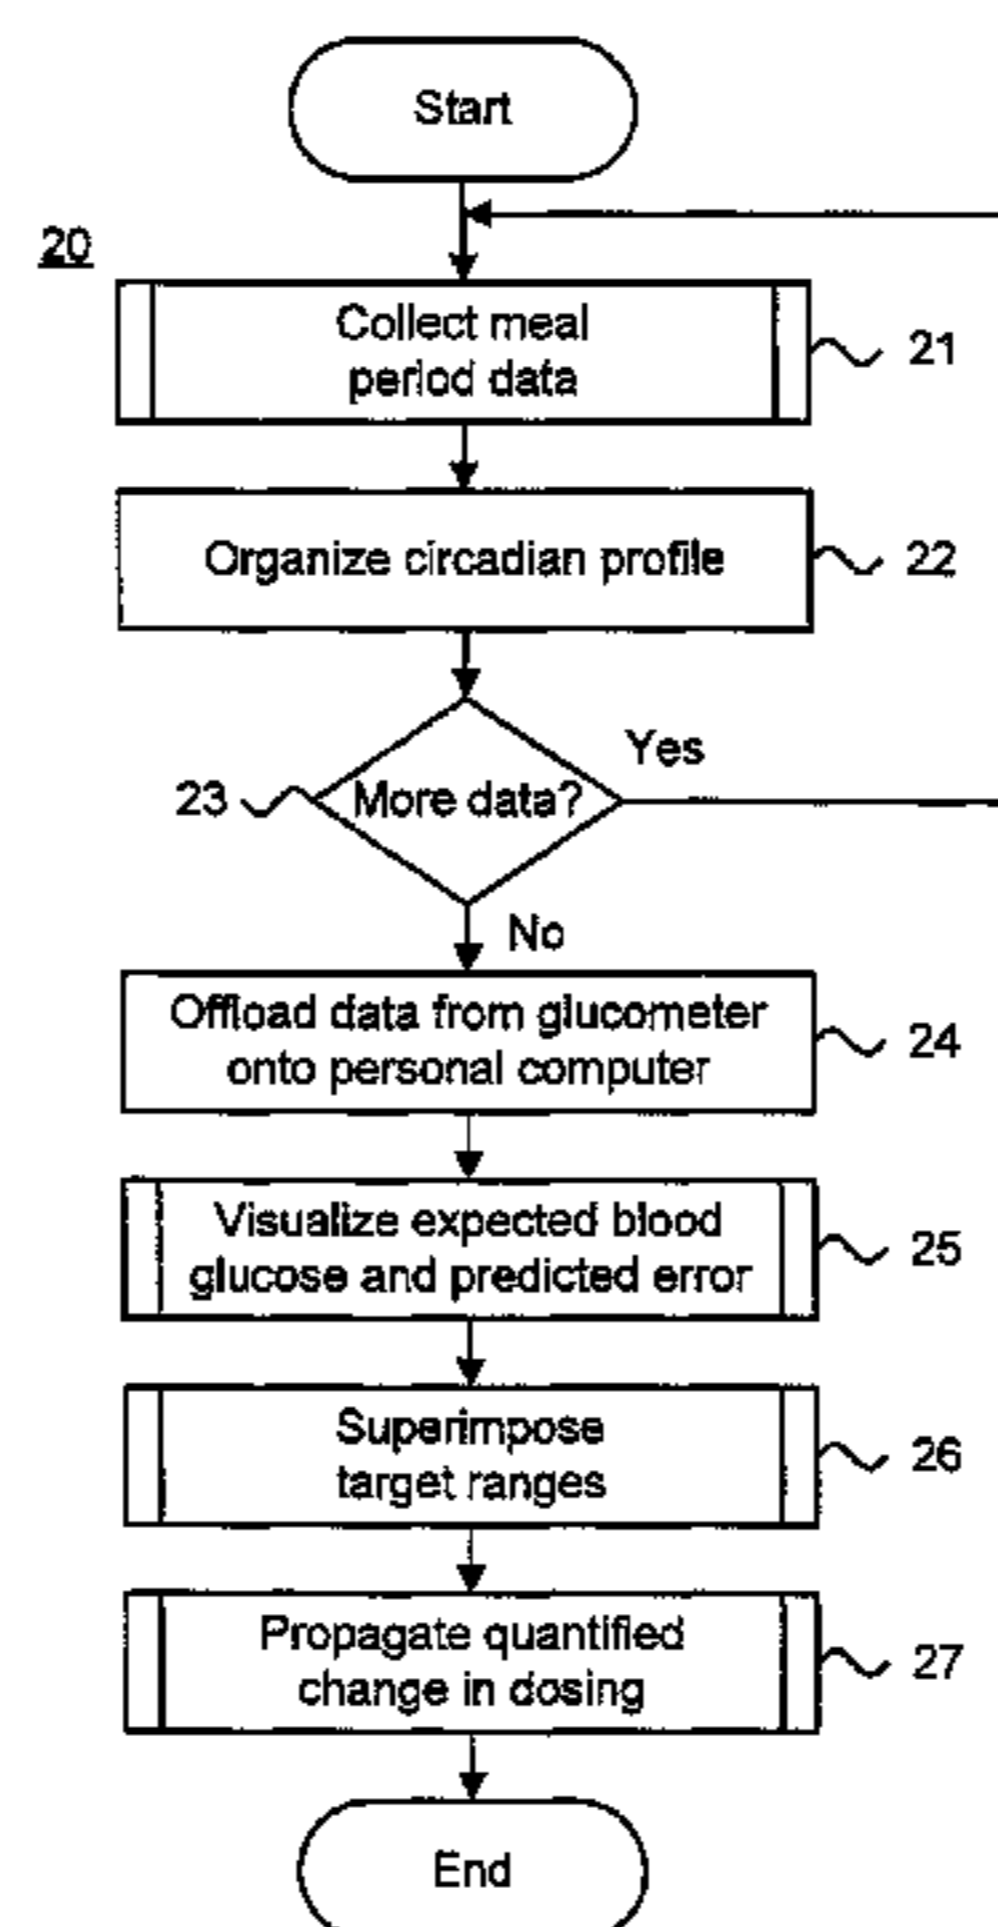 Start
20
Collect meal
period data
21
Organize circadian profile
22
Yes
23
More data?
No
Offload data from glucometer
onto personal computer
24
Visualize expected blood
glucose and predicted error
25
Superimpose
target ranges
26
Propagate quantified
change in dosing
27
End